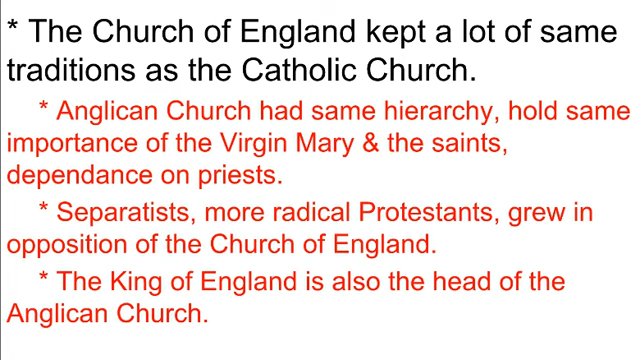 * The Church of England kept a lot of same
traditions as the Catholic Church.
* Anglican Church had same hierarchy, hold same
importance of the Virgin Mary & the saints,
dependance on priests.
* Separatists, more radical Protestants, grew in
opposition of the Church of England.
* The King of England is also the head of the
Anglican Church.